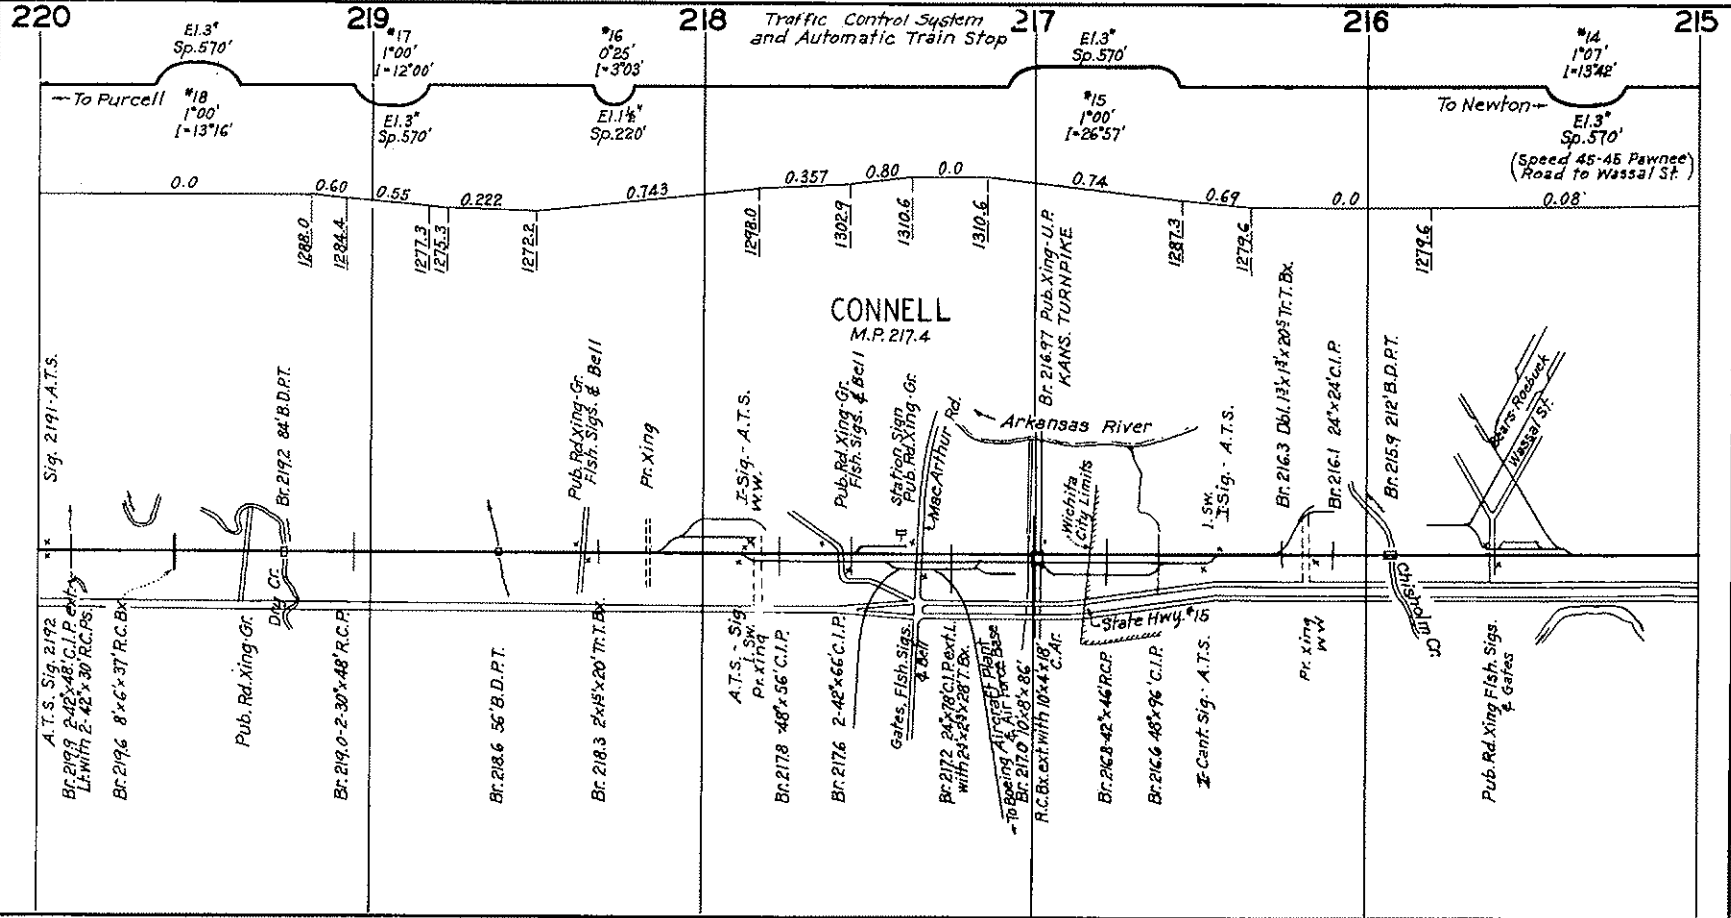 220
219
218
217
216
215
Traffic Control System
and Automatic Train Stop
El.3"
Sp.570'
#18
1°00'
I=13°16'
←To Purcell
#17
1°00'
I=12°00'
El.3"
Sp.570'
#16
0°25'
I=3°03'
El.1½"
Sp.220'
El.3"
Sp.570'
#15
1°00'
I=26°57'
To Newton→
#14
1°07'
I=13°42'
El.3"
Sp.570'
(Speed 45-45 Pawnee
Road to Wassal St.)
0.0
0.60
0.55
0.222
0.743
0.357
0.80
0.0
0.74
0.69
0.0
0.08
1288.0
1284.4
1277.3
1275.3
1272.2
1298.0
1302.9
1310.6
1310.6
1287.3
1279.6
1279.6
CONNELL
M.P. 217.4
Sig. 2191-A.T.S.
Br. 219.2 84' B.D.P.T.
Pub. Rd. Xing-Gr.
Flsh. Sigs. & Bell
Pr. Xing
I-Sig. - A.T.S.
W.W.
Pub. Rd. Xing-Gr.
Flsh. Sigs. & Bell
Station Sign
Pub. Rd. Xing-Gr.
MacArthur Rd.
Arkansas River
Br. 216.97 Pub. Xing-U.P.
KANS. TURNPIKE
Wichita
City Limits
I. Sw.
I-Sig. - A.T.S.
Br. 216.3 Dbl. Tr.T. Bx.
Br. 216.1 24"x24' C.I.P.
Br. 215.9 212' B.D.P.T.
Sears-Roebuck
Wassal St.
A.T.S. Sig. 2192
Br. 219.9 2-42"x48' C.I.P. ext.
Lt. with 2-42"x30' R.C.Ps.
Br. 219.6 8'x6'x37' R.C. Bx.
Pub. Rd. Xing-Gr.
Dry Cr.
Br. 219.0-2-30"x48' R.C.P.
Br. 218.6 56' B.D.P.T.
Br. 218.3 2'x1½'x20' Tr.T. Bx.
A.T.S. - Sig.
I. Sw.
Pr. Xing
Br. 217.8 -48"x56' C.I.P.
Br. 217.6 2-42"x66' C.I.P.
Gates, Flsh. Sigs.
& Bell
Br. 217.2 24"x78' C.I.P. ext. L.
with T. Bx.
←To Boeing Aircraft Plant
& Air Force Base
Br. 217.0 10'x8'x86'
R.C. Bx. ext. with 10'x4'x18'
C. Ar.
State Hwy. #15
Br. 216.8-42"x46' R.C.P.
Br. 216.6 48"x96' C.I.P.
I-Cant. Sig. - A.T.S.
Pr. Xing
W W
Chisholm Cr.
Pub. Rd. Xing Flsh. Sigs.
& Gates